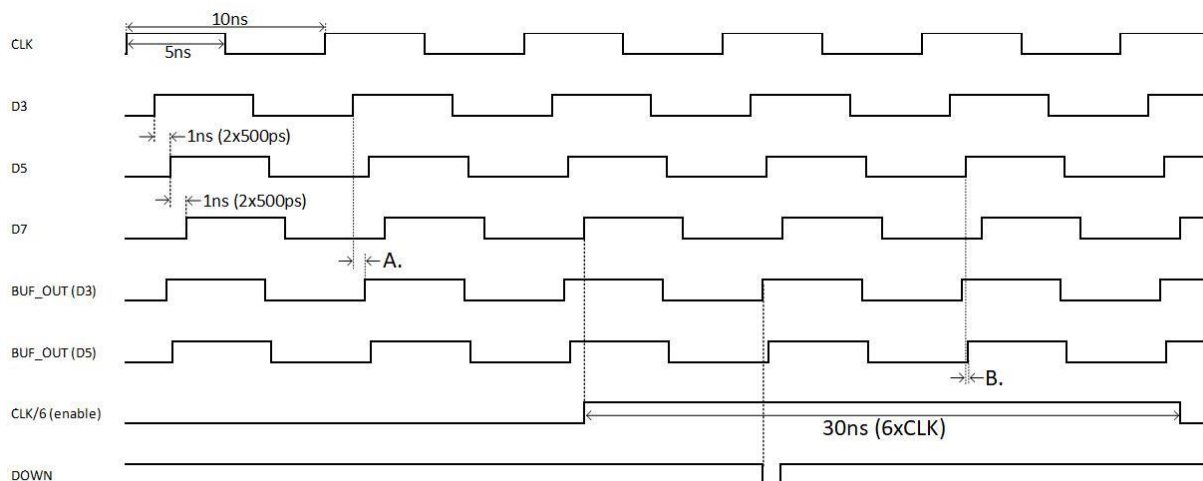 10ns
CLK
5ns
D3
1ns (2x500ps)
D5
1ns (2x500ps)
D7
A.
BUF_OUT (D3)
BUF_OUT (D5)
B.
CLK/6 (enable)
30ns (6xCLK)
DOWN